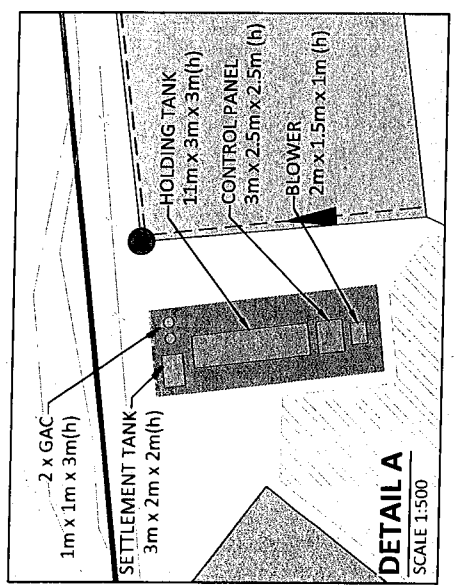 2 x GAC
1m x 1m x 3m(h)
SETTLEMENT TANK
3m x 2m x 2m(h)
HOLDING TANK
11m x 3m x 3m(h)
CONTROL PANEL
3m x 2.5m x 2.5m (h)
BLOWER
2m x 1.5m x 1m (h)
DETAIL A
SCALE 1:500